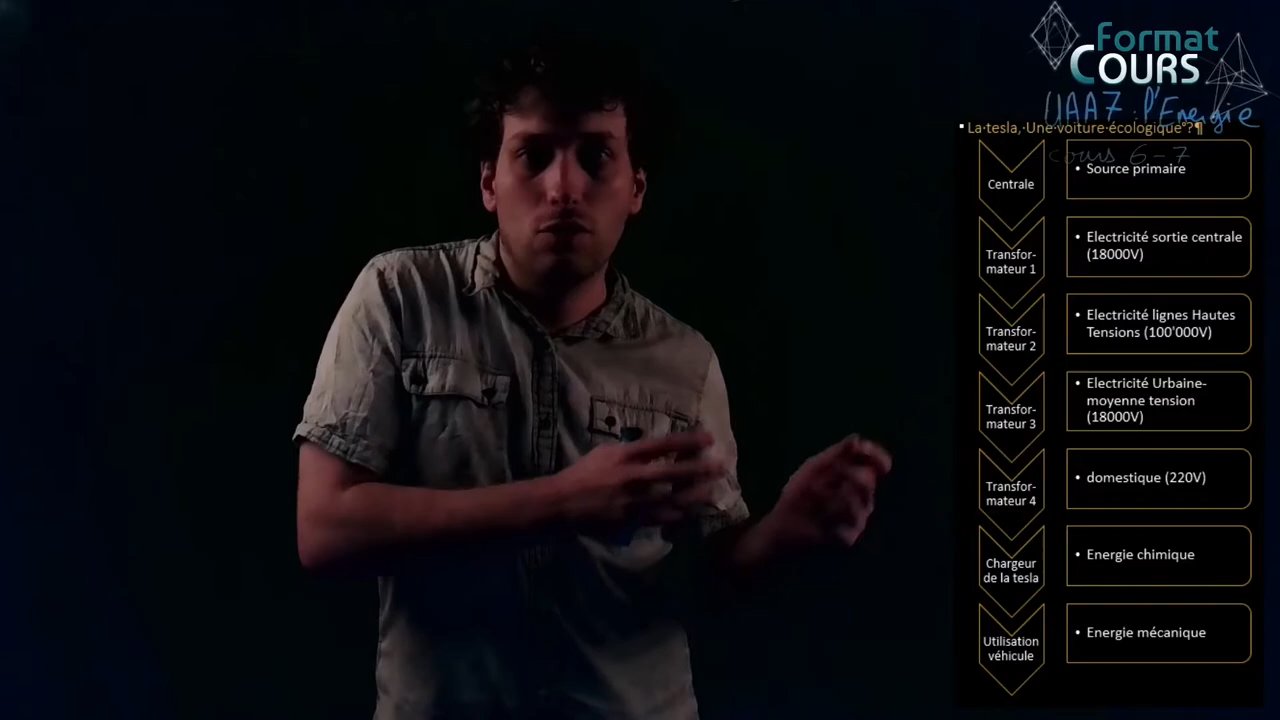 Format
COURS
UAA7 : l'Energie
▪ La·tesla,·Une·voiture·écologique°?¶
cours 6-7
Centrale
• Source primaire
Transfor-
mateur 1
• Electricité sortie centrale
(18000V)
Transfor-
mateur 2
• Electricité lignes Hautes
Tensions (100'000V)
Transfor-
mateur 3
• Electricité Urbaine-
moyenne tension
(18000V)
Transfor-
mateur 4
• domestique (220V)
Chargeur
de la tesla
• Energie chimique
Utilisation
véhicule
• Energie mécanique